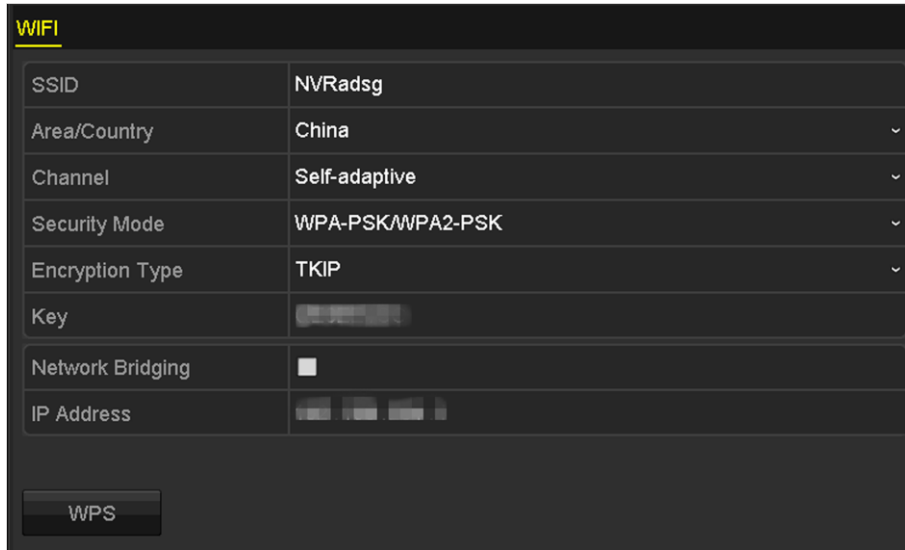 WIFI
SSID NVRadsg
Area/Country China
Channel Self-adaptive
Security Mode WPA-PSK/WPA2-PSK
Encryption Type TKIP
Key
Network Bridging
IP Address
WPS